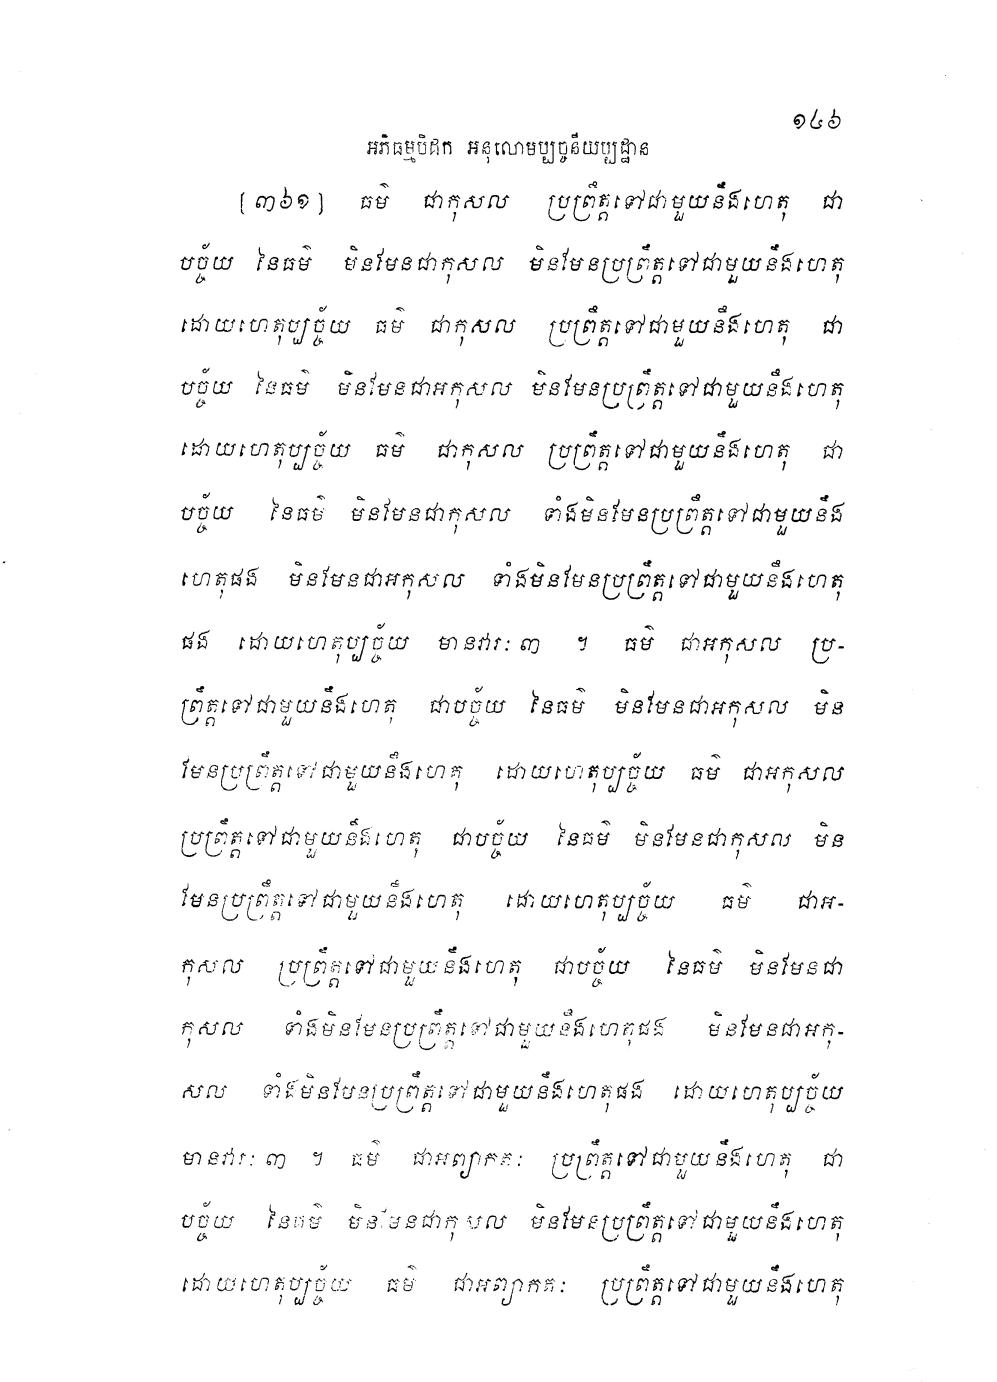 ១៤៦
អភិធម្មបិដក អនុលោមប្បច្ចនីយប្បដ្ឋាន
[៣៦១] ធម៌ ជាកុសល ប្រព្រឹត្តទៅជាមួយនឹងហេតុ ជា
បច្ច័យ នៃធម៌ មិនមែនជាកុសល មិនមែនប្រព្រឹត្តទៅជាមួយនឹងហេតុ
ដោយហេតុប្បច្ច័យ ធម៌ ជាកុសល ប្រព្រឹត្តទៅជាមួយនឹងហេតុ ជា
បច្ច័យ នៃធម៌ មិនមែនជាអកុសល មិនមែនប្រព្រឹត្តទៅជាមួយនឹងហេតុ
ដោយហេតុប្បច្ច័យ ធម៌ ជាកុសល ប្រព្រឹត្តទៅជាមួយនឹងហេតុ ជា
បច្ច័យ នៃធម៌ មិនមែនជាកុសល ទាំងមិនមែនប្រព្រឹត្តទៅជាមួយនឹង
ហេតុផង មិនមែនជាអកុសល ទាំងមិនមែនប្រព្រឹត្តទៅជាមួយនឹងហេតុ
ផង ដោយហេតុប្បច្ច័យ មានវារៈ ៣ ។ ធម៌ ជាអកុសល ប្រ-
ព្រឹត្តទៅជាមួយនឹងហេតុ ជាបច្ច័យ នៃធម៌ មិនមែនជាអកុសល មិន
មែនប្រព្រឹត្តទៅជាមួយនឹងហេតុ ដោយហេតុប្បច្ច័យ ធម៌ ជាអកុសល
ប្រព្រឹត្តទៅជាមួយនឹងហេតុ ជាបច្ច័យ នៃធម៌ មិនមែនជាកុសល មិន
មែនប្រព្រឹត្តទៅជាមួយនឹងហេតុ ដោយហេតុប្បច្ច័យ ធម៌ ជាអ-
កុសល ប្រព្រឹត្តទៅជាមួយនឹងហេតុ ជាបច្ច័យ នៃធម៌ មិនមែនជា
កុសល ទាំងមិនមែនប្រព្រឹត្តទៅជាមួយនឹងហេតុផង មិនមែនជាអកុ-
សល ទាំងមិនមែនប្រព្រឹត្តទៅជាមួយនឹងហេតុផង ដោយហេតុប្បច្ច័យ
មានវារៈ ៣ ។ ធម៌ ជាអព្យាកតៈ ប្រព្រឹត្តទៅជាមួយនឹងហេតុ ជា
បច្ច័យ នៃធម៌ មិនមែនជាកុសល មិនមែនប្រព្រឹត្តទៅជាមួយនឹងហេតុ
ដោយហេតុប្បច្ច័យ ធម៌ ជាអព្យាកតៈ ប្រព្រឹត្តទៅជាមួយនឹងហេតុ